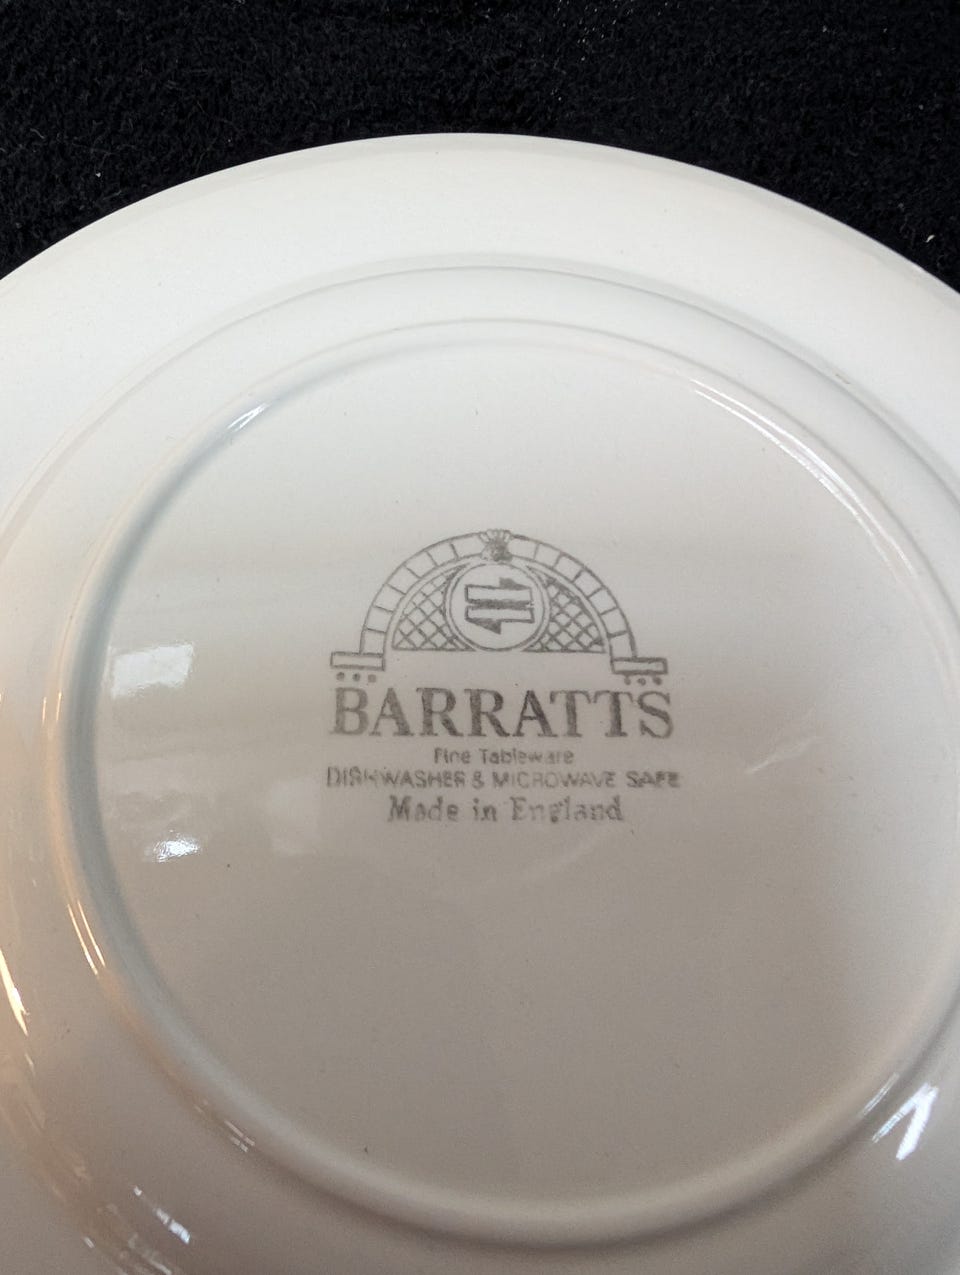 BARRATTS
Fine Tableware
DISHWASHER & MICROWAVE SAFE
Made in England